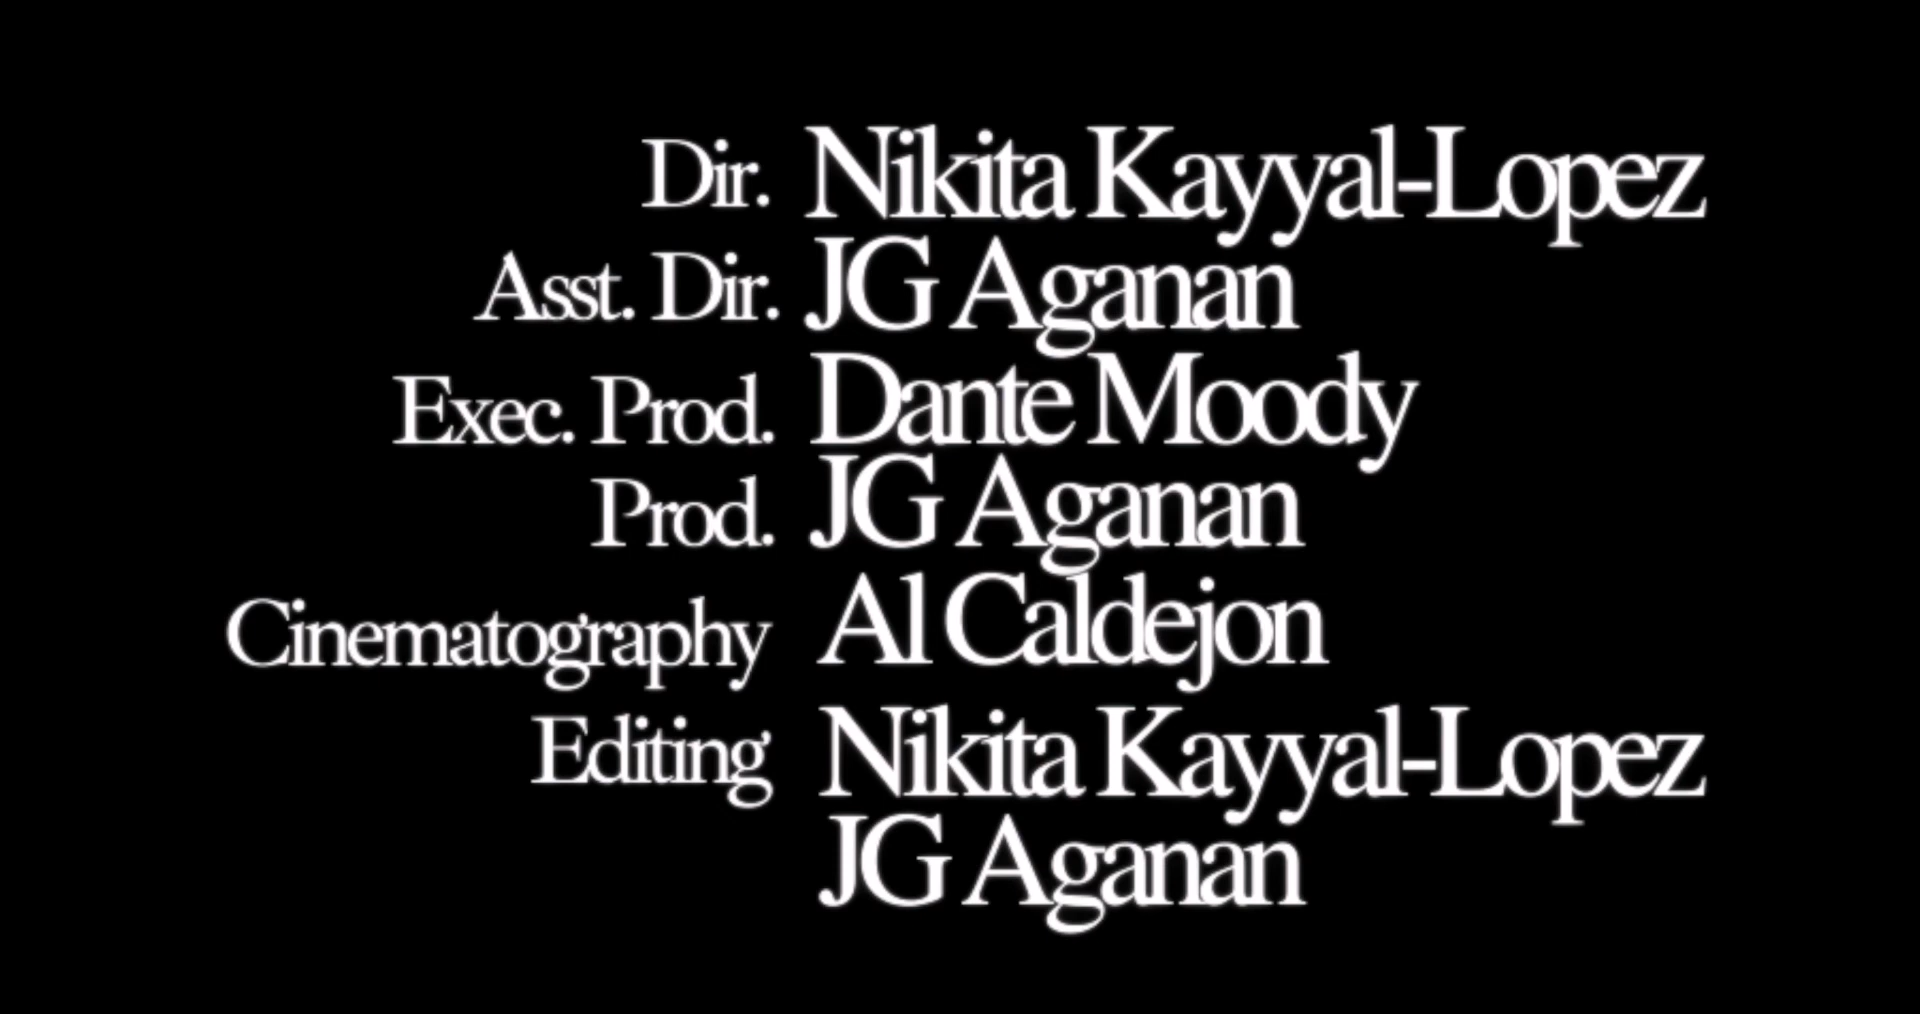 Dir. Nikita Kayyal-Lopez
Asst. Dir. JG Aganan
Exec. Prod. Dante Moody
Prod. JG Aganan
Cinematography Al Caldejon
Editing Nikita Kayyal-Lopez
JG Aganan